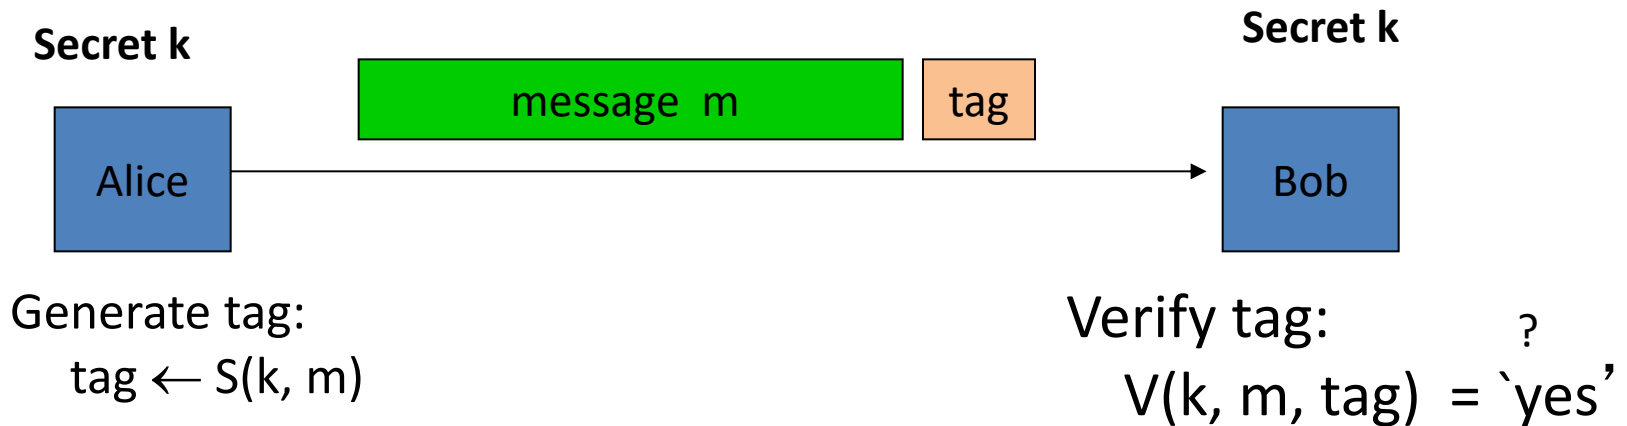 Secret k
Secret k
message m
tag
Alice
Bob
Generate tag:
tag ← S(k, m)
Verify tag:
?
V(k, m, tag) = `yes’